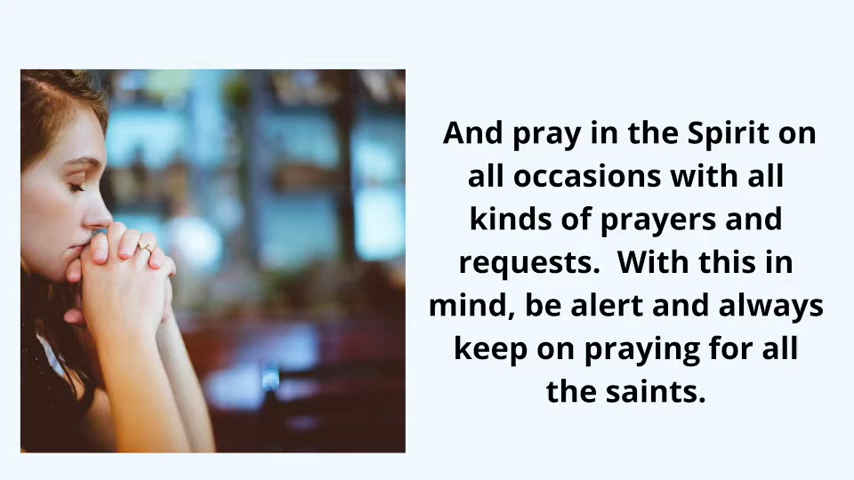 And pray in the Spirit on
all occasions with all
kinds of prayers and
requests.  With this in
mind, be alert and always
keep on praying for all
the saints.